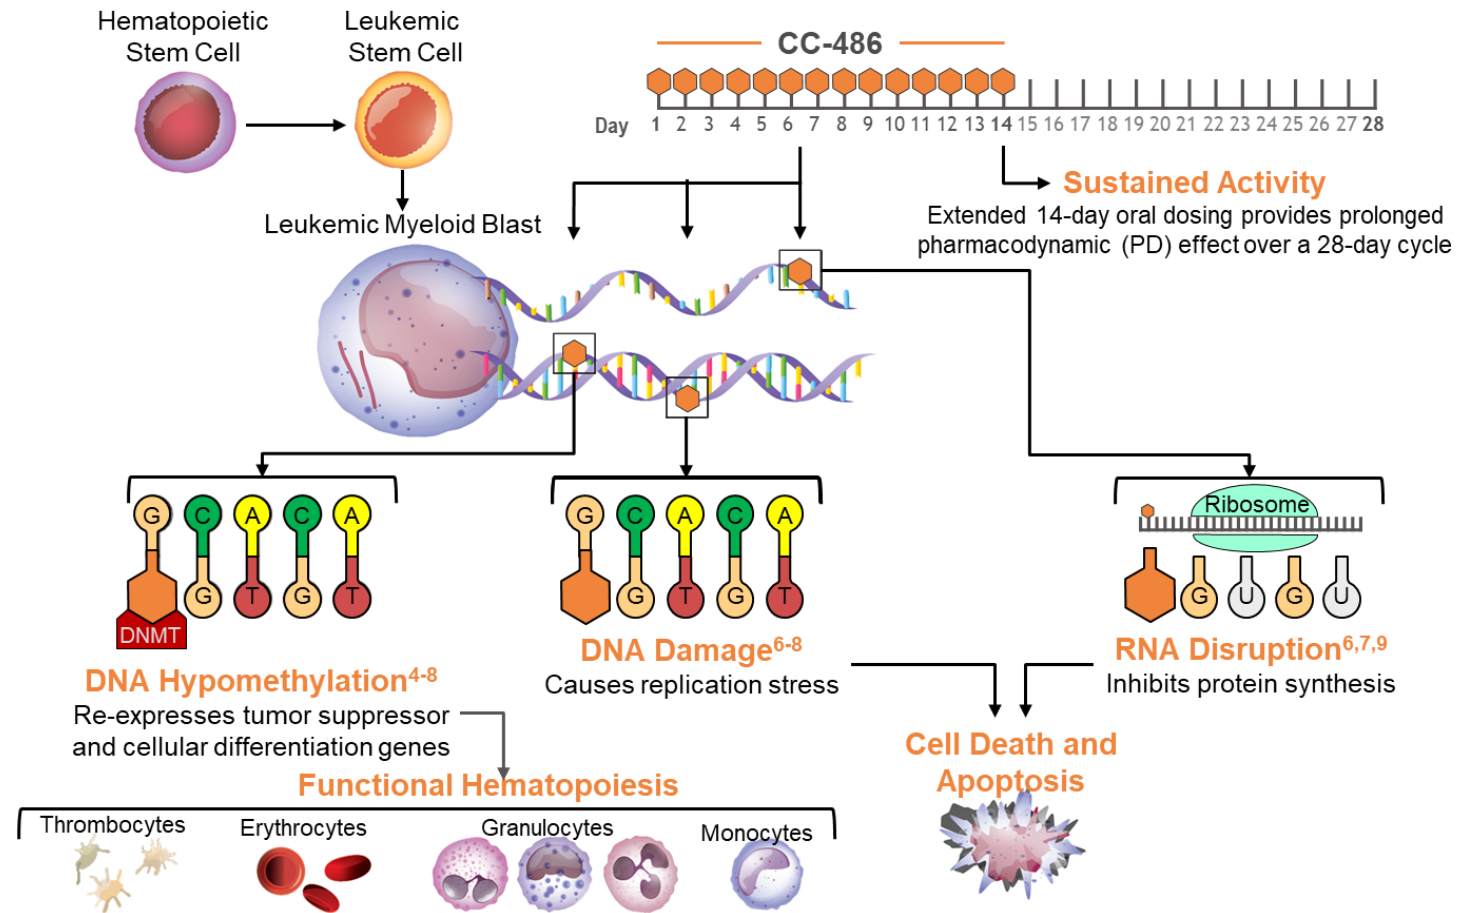 Hematopoietic
Stem Cell
Leukemic
Stem Cell
CC-486
Day 1 2 3 4 5 6 7 8 9 10 11 12 13 14 15 16 17 18 19 20 21 22 23 24 25 26 27 28
Sustained Activity
Extended 14-day oral dosing provides prolonged
pharmacodynamic (PD) effect over a 28-day cycle
Leukemic Myeloid Blast
G C A C A
G T G T
DNMT
DNA Hypomethylation4-8
Re-expresses tumor suppressor
and cellular differentiation genes
G C A C A
G T G T
DNA Damage6-8
Causes replication stress
Ribosome
G U G U
RNA Disruption6,7,9
Inhibits protein synthesis
Cell Death and
Apoptosis
Functional Hematopoiesis
Thrombocytes
Erythrocytes
Granulocytes
Monocytes